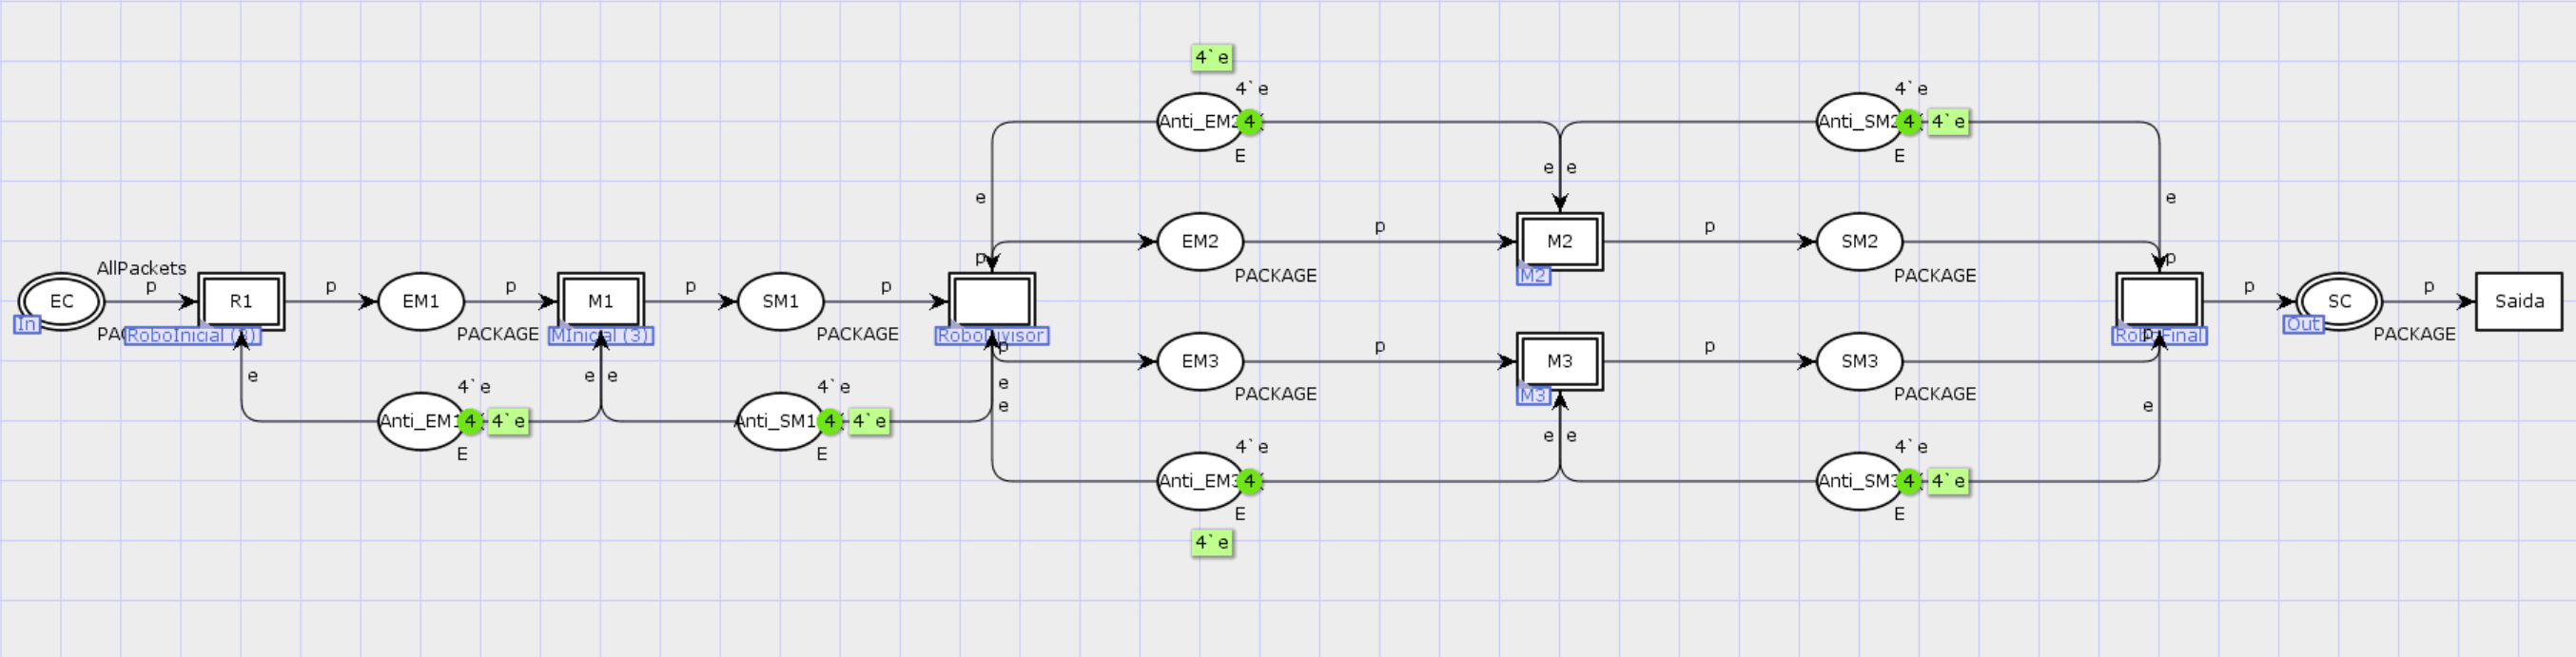 4`e
4`e
4`e
Anti_EM2
4
Anti_SM2
4
4`e
E
E
e
e
e
e
p
p
EM2
M2
SM2
p
p
PACKAGE
M2
PACKAGE
AllPackets
p
p
p
p
p
p
p
EC
R1
EM1
M1
SM1
SC
Saida
In
RoboInicial
PACKAGE
MInicial (3)
PACKAGE
RoboDivisor
RoboFinal
Out
PACKAGE
p
p
p
p
EM3
M3
SM3
PACKAGE
M3
PACKAGE
e
e
e
e
e
e
4`e
4`e
Anti_EM1
4
4`e
Anti_SM1
4
4`e
E
E
e
e
4`e
4`e
Anti_EM3
4
Anti_SM3
4
4`e
E
E
4`e